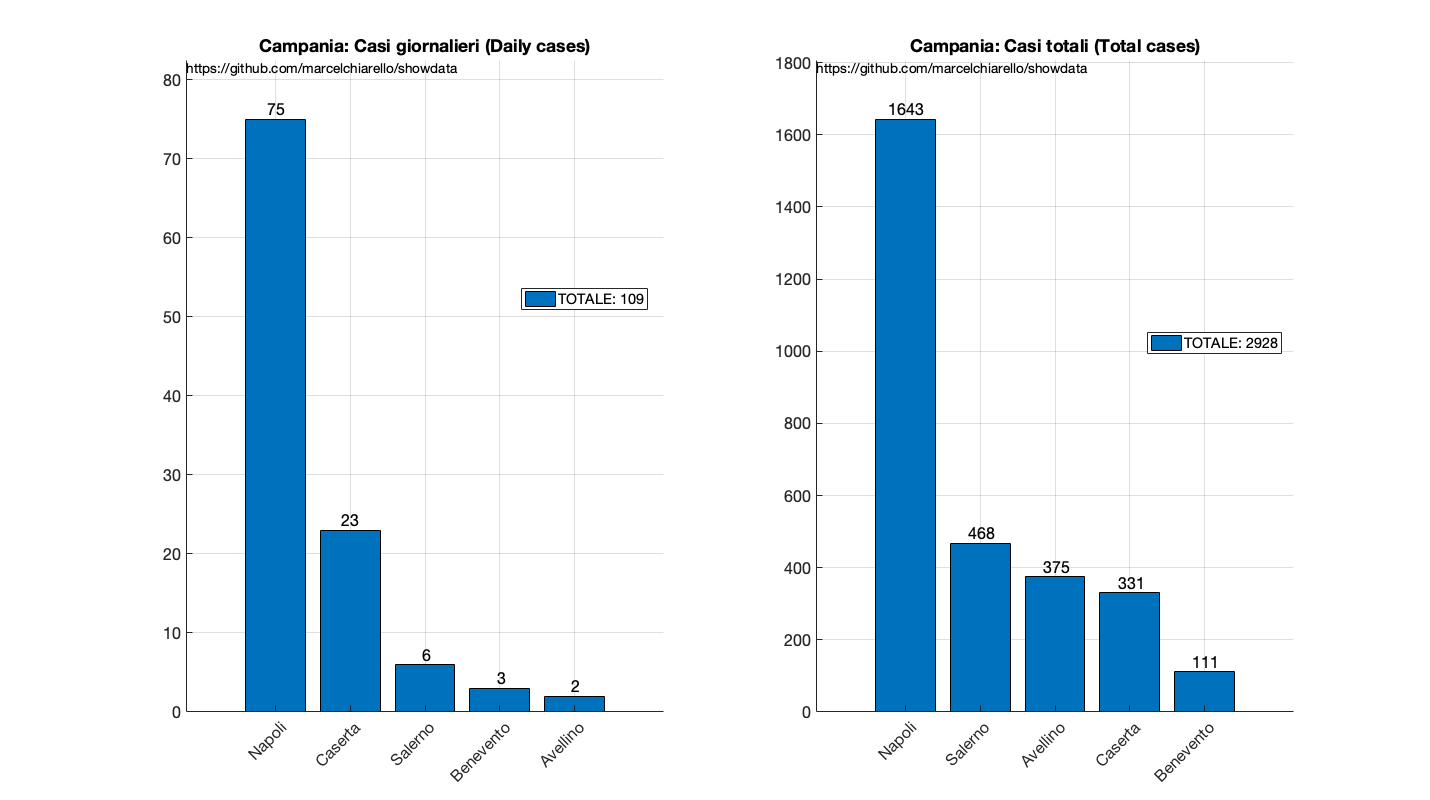 Campania: Casi giornalieri (Daily cases)
https://github.com/marcelchiarello/showdata
80
70
60
50
40
30
20
10
0
75
23
6
3
2
TOTALE: 109
Napoli
Caserta
Salerno
Benevento
Avellino
Campania: Casi totali (Total cases)
https://github.com/marcelchiarello/showdata
1800
1600
1400
1200
1000
800
600
400
200
0
1643
468
375
331
111
TOTALE: 2928
Napoli
Salerno
Avellino
Caserta
Benevento